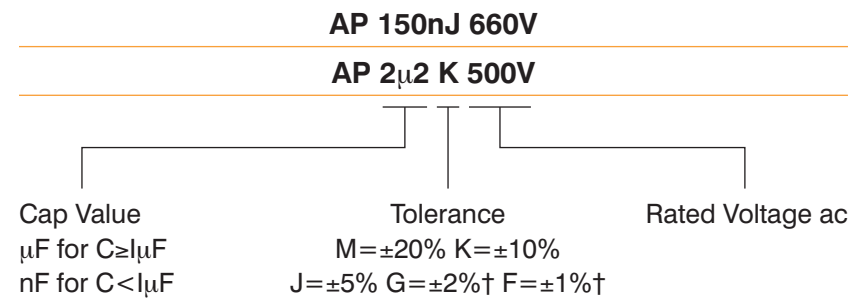 AP 150nJ 660V
AP 2μ2 K 500V
Cap Value Tolerance Rated Voltage ac
μF for C≥IμF M=±20% K=±10%
nF for C<IμF J=±5% G=±2%† F=±1%†